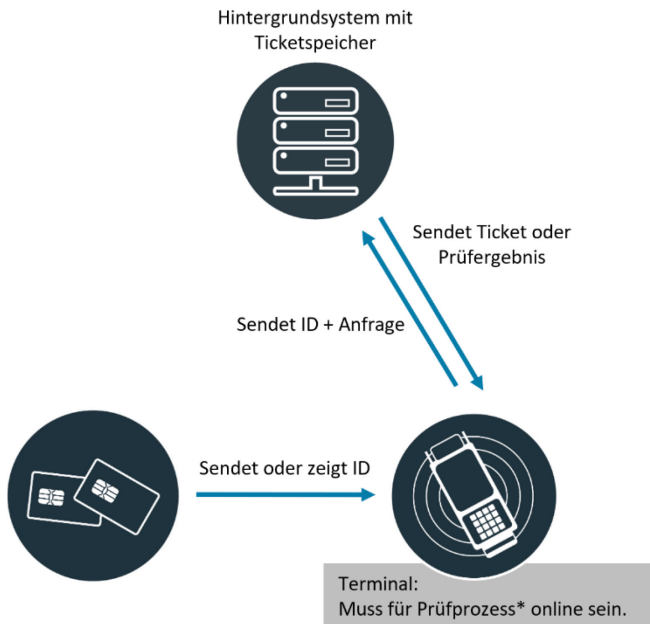 Hintergrundsystem mit
Ticketspeicher
Sendet Ticket oder
Prüfergebnis
Sendet ID + Anfrage
Sendet oder zeigt ID
Terminal:
Muss für Prüfprozess* online sein.